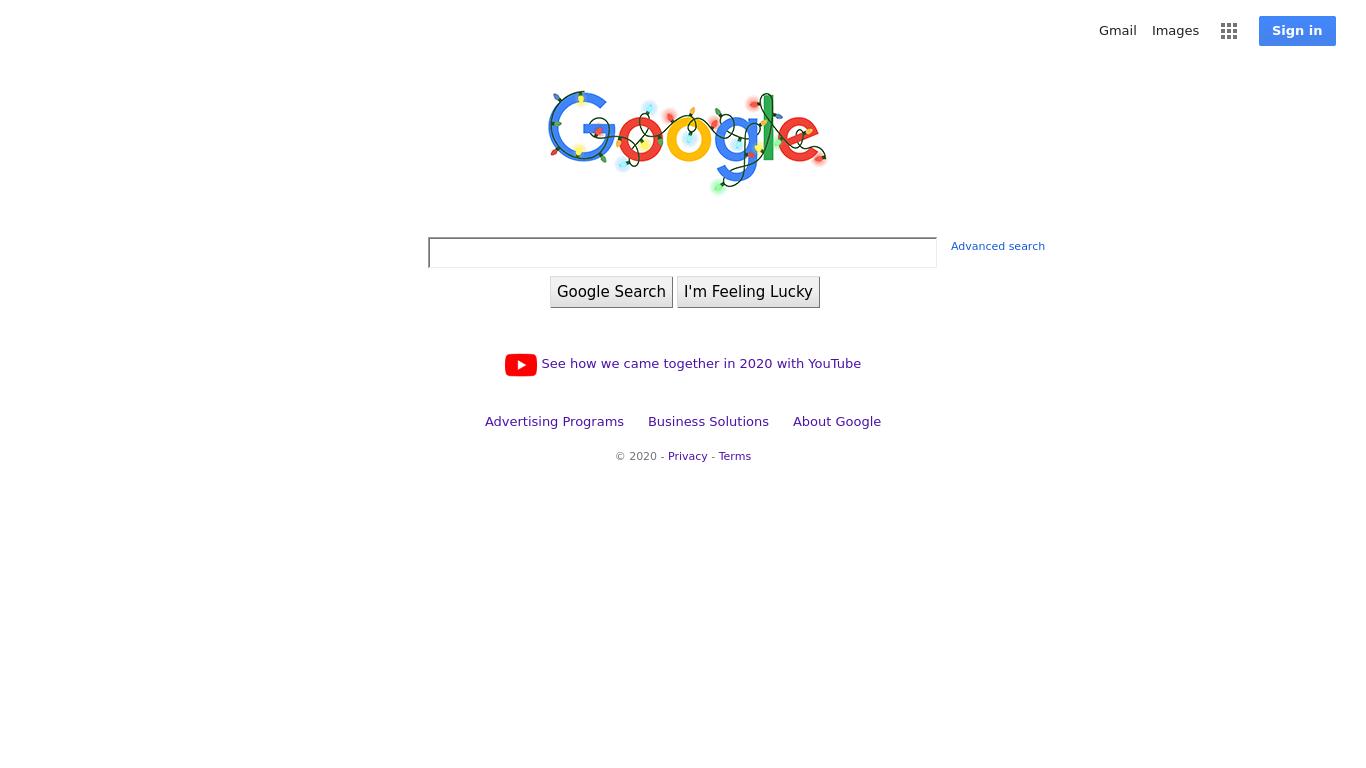 Gmail Images Sign in
Google
Advanced search
Google Search I'm Feeling Lucky
See how we came together in 2020 with YouTube
Advertising Programs Business Solutions About Google
© 2020 - Privacy - Terms